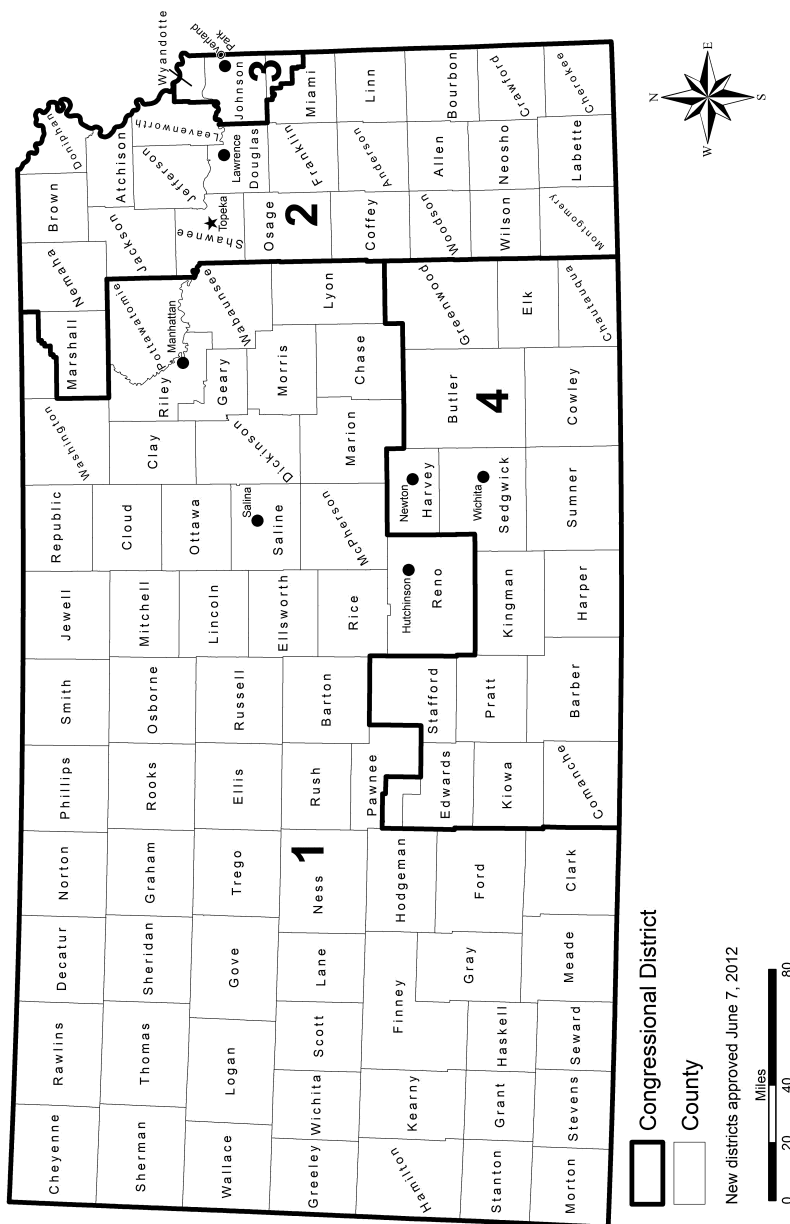 Cheyenne
Rawlins
Decatur
Norton
Phillips
Smith
Jewell
Republic
Washington
Marshall
Nemaha
Brown
Doniphan
Sherman
Thomas
Sheridan
Graham
Rooks
Osborne
Mitchell
Cloud
Clay
Riley
Pottawatomie
Jackson
Atchison
Jefferson
Leavenworth
Wyandotte
Wallace
Logan
Gove
Trego
Ellis
Russell
Lincoln
Ottawa
Dickinson
Geary
Manhattan
Wabaunsee
Shawnee
Topeka
Lawrence
Douglas
Johnson
Overland
Park
3
Greeley
Wichita
Scott
Lane
Ness
1
Rush
Barton
Ellsworth
Salina
Saline
Morris
Osage
2
Franklin
Miami
Hamilton
Kearny
Finney
Hodgeman
Pawnee
Rice
McPherson
Marion
Chase
Lyon
Coffey
Anderson
Linn
Stanton
Grant
Haskell
Gray
Ford
Edwards
Stafford
Hutchinson
Reno
Newton
Harvey
Butler
4
Greenwood
Woodson
Allen
Bourbon
Kiowa
Pratt
Kingman
Wichita
Sedgwick
Elk
Wilson
Neosho
Crawford
Morton
Stevens
Seward
Meade
Clark
Comanche
Barber
Harper
Sumner
Cowley
Chautauqua
Montgomery
Labette
Cherokee
Congressional District
County
New districts approved June 7, 2012
Miles
0 20 40 80
N
W E
S